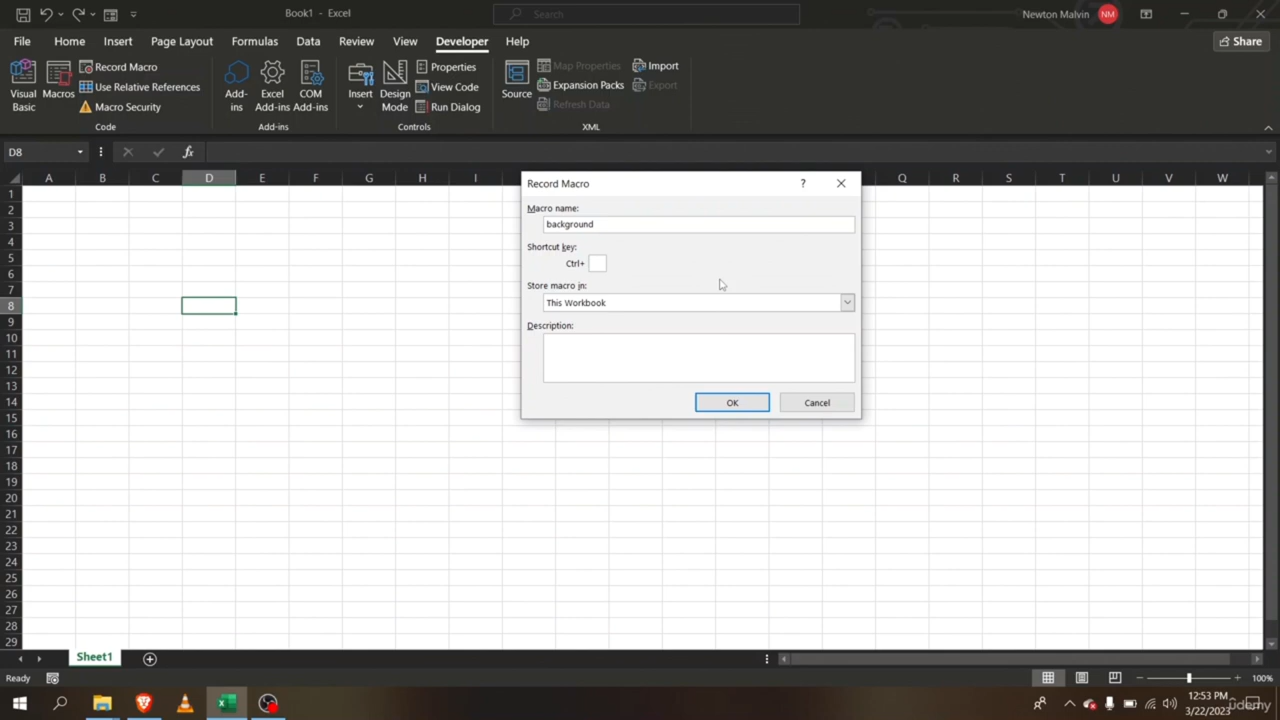 Book1 - Excel
Search
Newton Malvin
NM
File
Home
Insert
Page Layout
Formulas
Data
Review
View
Developer
Help
Share
Visual Basic
Macros
Record Macro
Use Relative References
Macro Security
Code
Add-ins
Excel Add-ins
COM Add-ins
Add-ins
Insert
Design Mode
Properties
View Code
Run Dialog
Controls
Source
Map Properties
Expansion Packs
Refresh Data
Import
Export
XML
D8
fx
A B C D E F G H I Q R S T U V W
Record Macro
?
Macro name:
background
Shortcut key:
Ctrl+
Store macro in:
This Workbook
Description:
OK
Cancel
1
2
3
4
5
6
7
8
9
10
11
12
13
14
15
16
17
18
19
20
21
22
23
24
25
26
27
28
29
Sheet1
Ready
100%
12:53 PM
3/22/2023
udemy